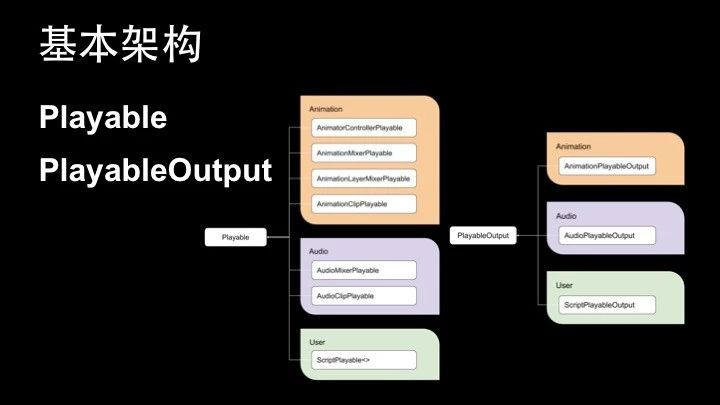 基本架构
Playable
PlayableOutput
Animation
AnimatorControllerPlayable
AnimationMixerPlayable
AnimationLayerMixerPlayable
AnimationClipPlayable
Playable
Audio
AudioMixerPlayable
AudioClipPlayable
User
ScriptPlayable<>
Animation
AnimationPlayableOutput
Audio
PlayableOutput
AudioPlayableOutput
User
ScriptPlayableOutput